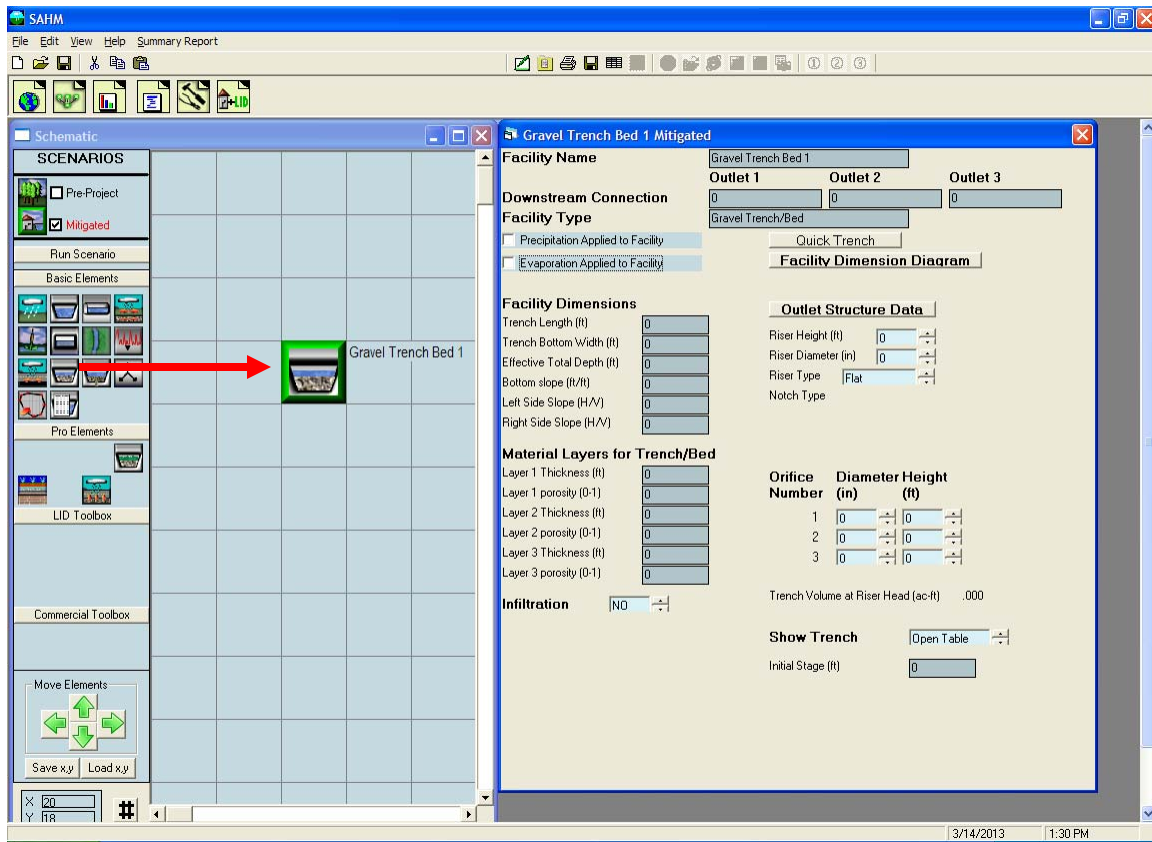 SAHM
File Edit View Help Summary Report
Schematic
SCENARIOS
Pre-Project
Mitigated
Run Scenario
Basic Elements
Pro Elements
LID Toolbox
Commercial Toolbox
Move Elements
Save x,y Load x,y
X 20
Y 18
#
+LID
1 2 3
Gravel Trench Bed 1
Gravel Trench Bed 1 Mitigated
Facility Name Gravel Trench Bed 1
Outlet 1 Outlet 2 Outlet 3
Downstream Connection 0 0 0
Facility Type Gravel Trench/Bed
Precipitation Applied to Facility Quick Trench
Evaporation Applied to Facility Facility Dimension Diagram
Facility Dimensions
Trench Length (ft) 0
Trench Bottom Width (ft) 0
Effective Total Depth (ft) 0
Bottom slope (ft/ft) 0
Left Side Slope (H/V) 0
Right Side Slope (H/V) 0
Material Layers for Trench/Bed
Layer 1 Thickness (ft) 0
Layer 1 porosity (0-1) 0
Layer 2 Thickness (ft) 0
Layer 2 porosity (0-1) 0
Layer 3 Thickness (ft) 0
Layer 3 porosity (0-1) 0
Infiltration NO
Outlet Structure Data
Riser Height (ft) 0
Riser Diameter (in) 0
Riser Type Flat
Notch Type
Orifice Diameter Height
Number (in) (ft)
1 0 0
2 0 0
3 0 0
Trench Volume at Riser Head (ac-ft) .000
Show Trench Open Table
Initial Stage (ft) 0
3/14/2013 1:30 PM